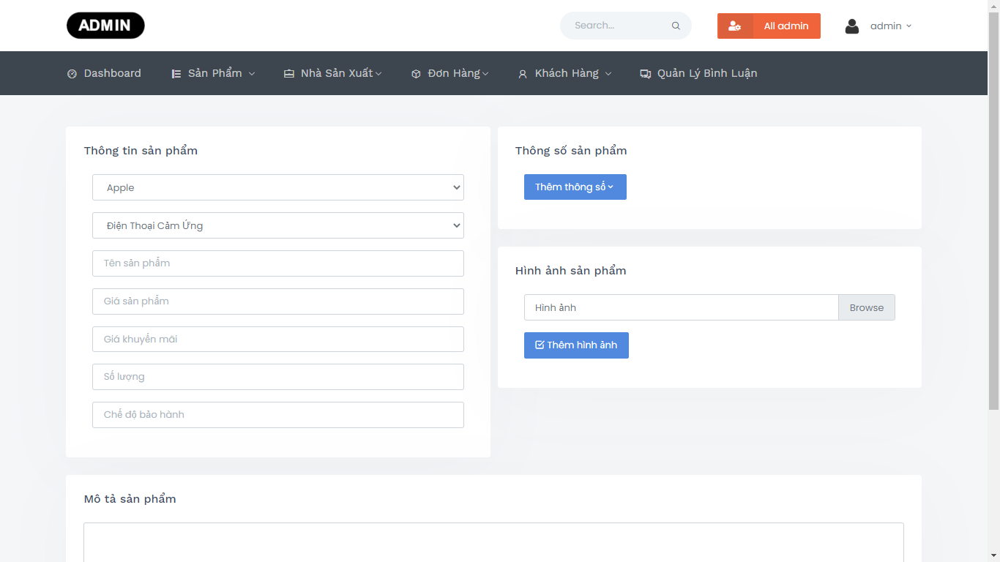 ADMIN
Search...
All admin
admin
Dashboard
Sản Phẩm
Nhà Sản Xuất
Đơn Hàng
Khách Hàng
Quản Lý Bình Luận
Thông tin sản phẩm
Apple
Điện Thoại Cảm Ứng
Tên sản phẩm
Giá sản phẩm
Giá khuyến mãi
Số lượng
Chế độ bảo hành
Thông số sản phẩm
Thêm thông số
Hình ảnh sản phẩm
Hình ảnh
Browse
Thêm hình ảnh
Mô tả sản phẩm